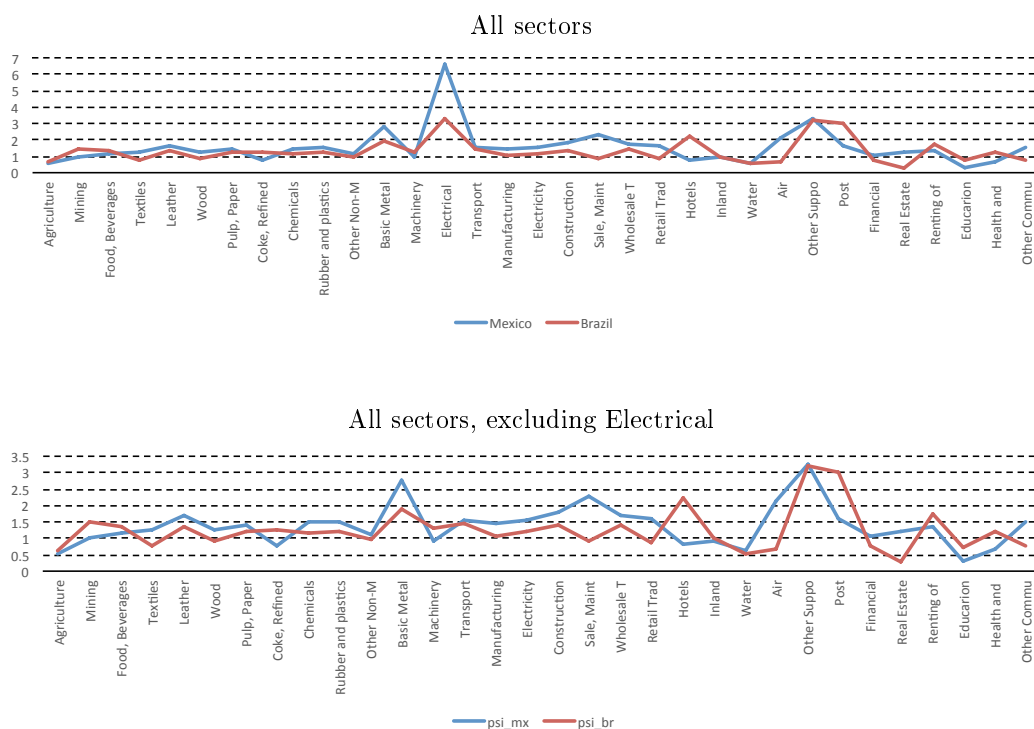 All sectors
7
6
5
4
3
2
1
0
Agriculture
Mining
Food, Beverages
Textiles
Leather
Wood
Pulp, Paper
Coke, Refined
Chemicals
Rubber and plastics
Other Non-M
Basic Metal
Machinery
Electrical
Transport
Manufacturing
Electricity
Construction
Sale, Maint
Wholesale T
Retail Trad
Hotels
Inland
Water
Air
Other Suppo
Post
Financial
Real Estate
Renting of
Educarion
Health and
Other Commu
Mexico Brazil
All sectors, excluding Electrical
3.5
3
2.5
2
1.5
1
0.5
0
Agriculture
Mining
Food, Beverages
Textiles
Leather
Wood
Pulp, Paper
Coke, Refined
Chemicals
Rubber and plastics
Other Non-M
Basic Metal
Machinery
Transport
Manufacturing
Electricity
Construction
Sale, Maint
Wholesale T
Retail Trad
Hotels
Inland
Water
Air
Other Suppo
Post
Financial
Real Estate
Renting of
Educarion
Health and
Other Commu
psi_mx psi_br